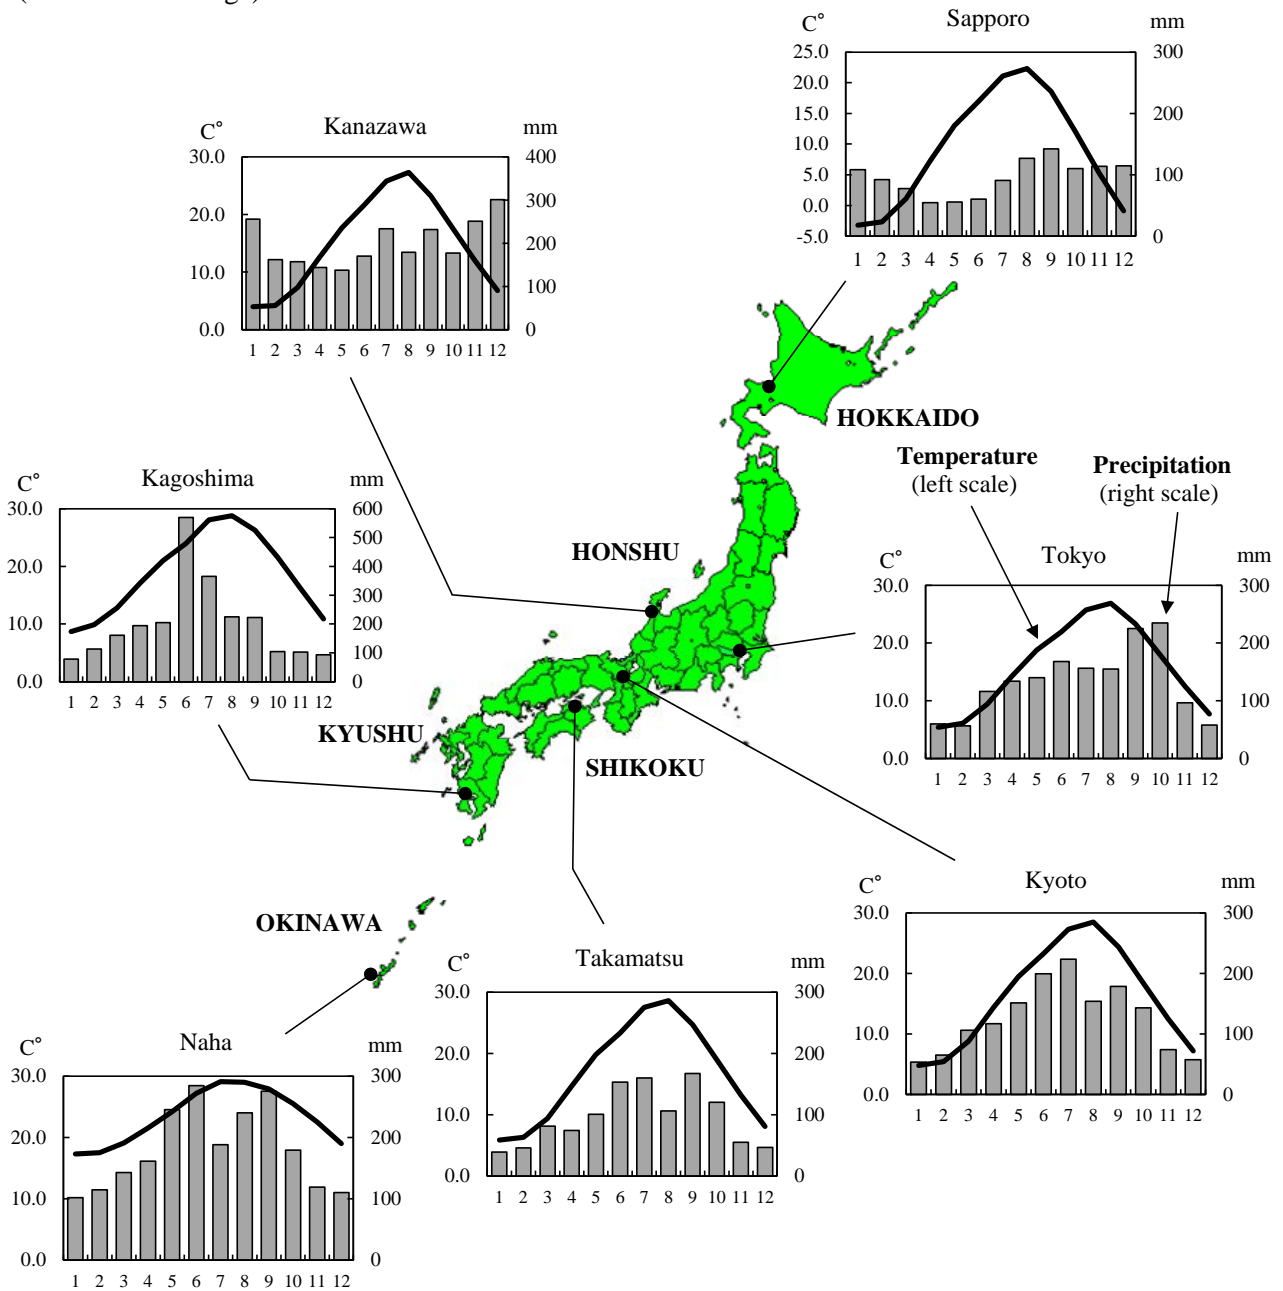 Sapporo
C° mm
25.0 300
20.0
15.0 200
10.0
5.0 100
0.0
-5.0 0
1 2 3 4 5 6 7 8 9 10 11 12
Kanazawa
C° mm
30.0 400
300
20.0
200
10.0
100
0.0 0
1 2 3 4 5 6 7 8 9 10 11 12
HOKKAIDO
Temperature
(left scale)
Precipitation
(right scale)
Kagoshima
C° mm
30.0 600
500
20.0 400
300
10.0 200
100
0.0 0
1 2 3 4 5 6 7 8 9 10 11 12
HONSHU
Tokyo
C° mm
30.0 300
20.0 200
10.0 100
0.0 0
1 2 3 4 5 6 7 8 9 10 11 12
KYUSHU
SHIKOKU
OKINAWA
Kyoto
C° mm
30.0 300
20.0 200
10.0 100
0.0 0
1 2 3 4 5 6 7 8 9 10 11 12
Takamatsu
C° mm
30.0 300
20.0 200
10.0 100
0.0 0
1 2 3 4 5 6 7 8 9 10 11 12
Naha
C° mm
30.0 300
20.0 200
10.0 100
0.0 0
1 2 3 4 5 6 7 8 9 10 11 12